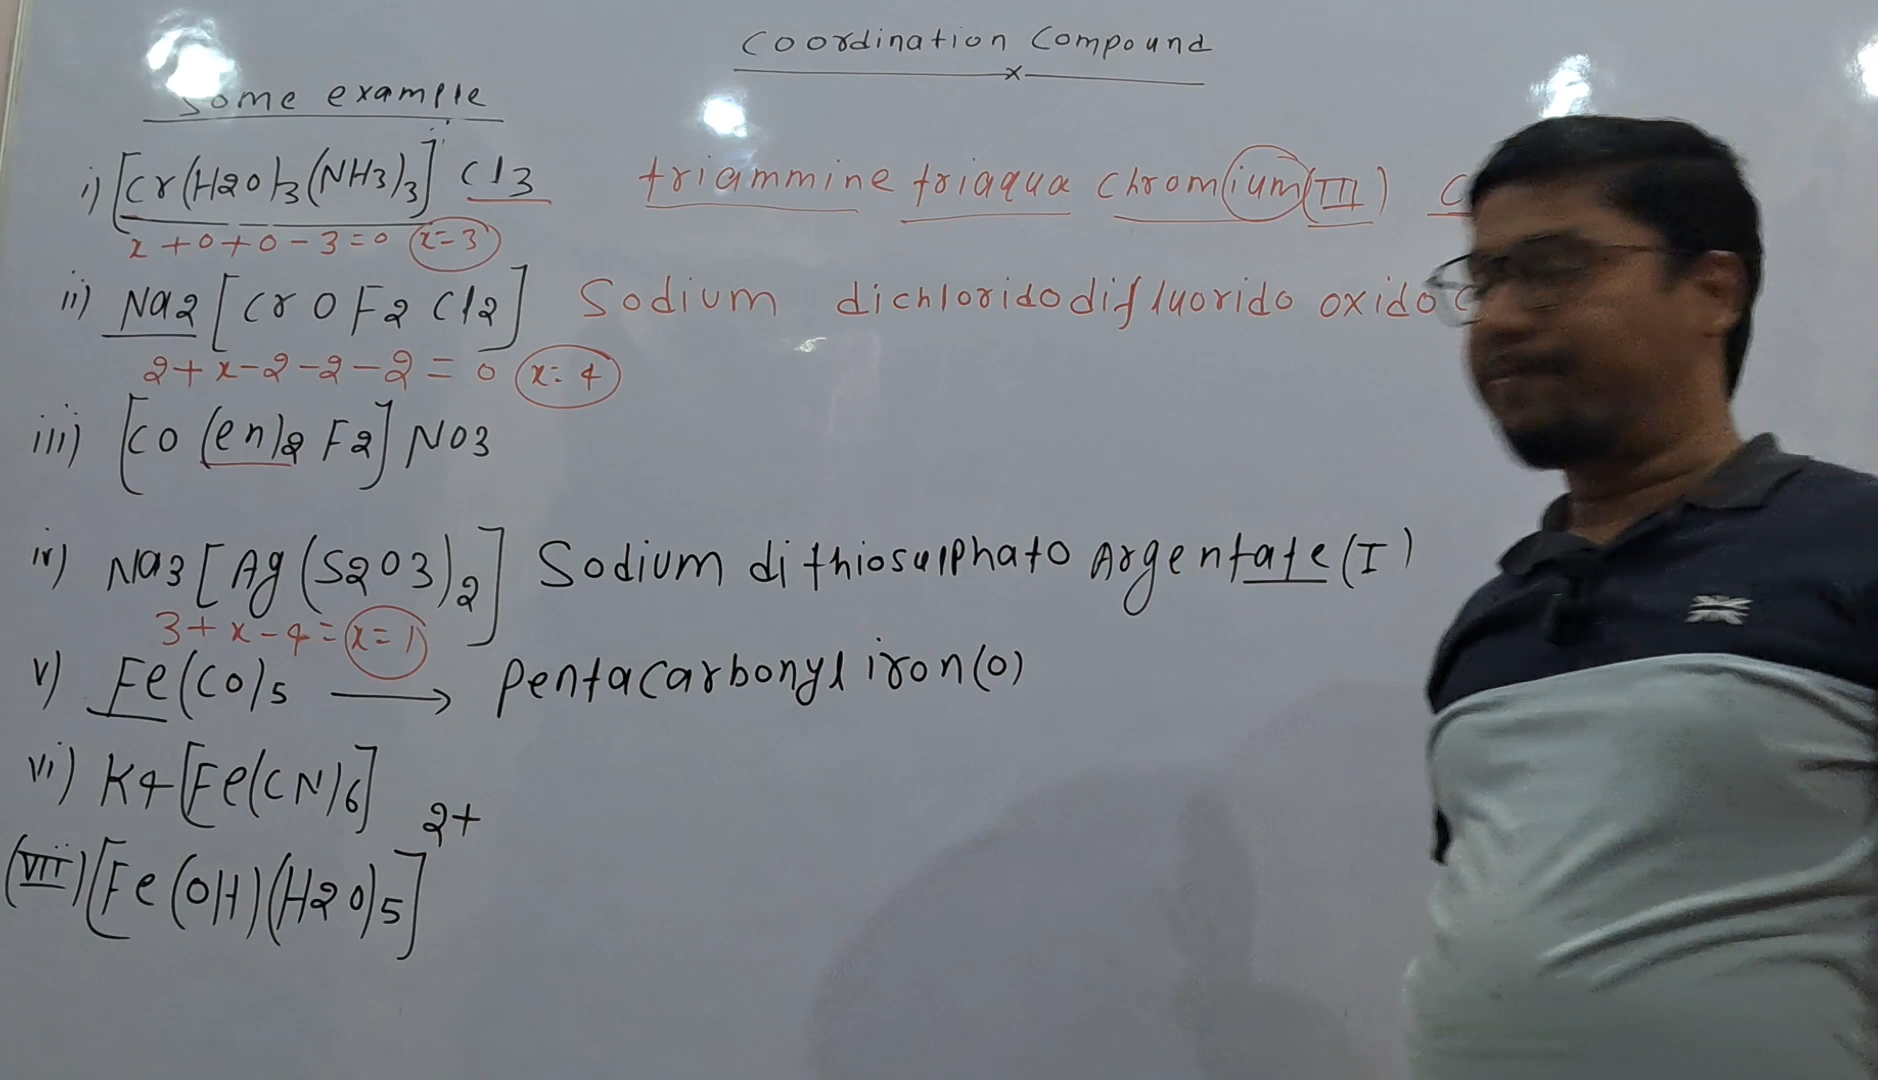 Coordination Compound
Some example
i) [Cr(H2O)3(NH3)3] Cl3 triammine triaqua Chromium(III)
x+0+0-3=0 x=3
ii) Na2[CrOF2Cl2] Sodium dichloridodifluorido oxido
2+x-2-2-2=0 x=4
iii) [Co(en)2F2]NO3
iv) Na3[Ag(S2O3)2] Sodium dithiosulphato Argentate(I)
3+x-4= x=1
v) Fe(CO)5 → Pentacarbonyl iron(0)
vi) K4[Fe(CN)6]
(vii) [Fe(OH)(H2O)5]2+